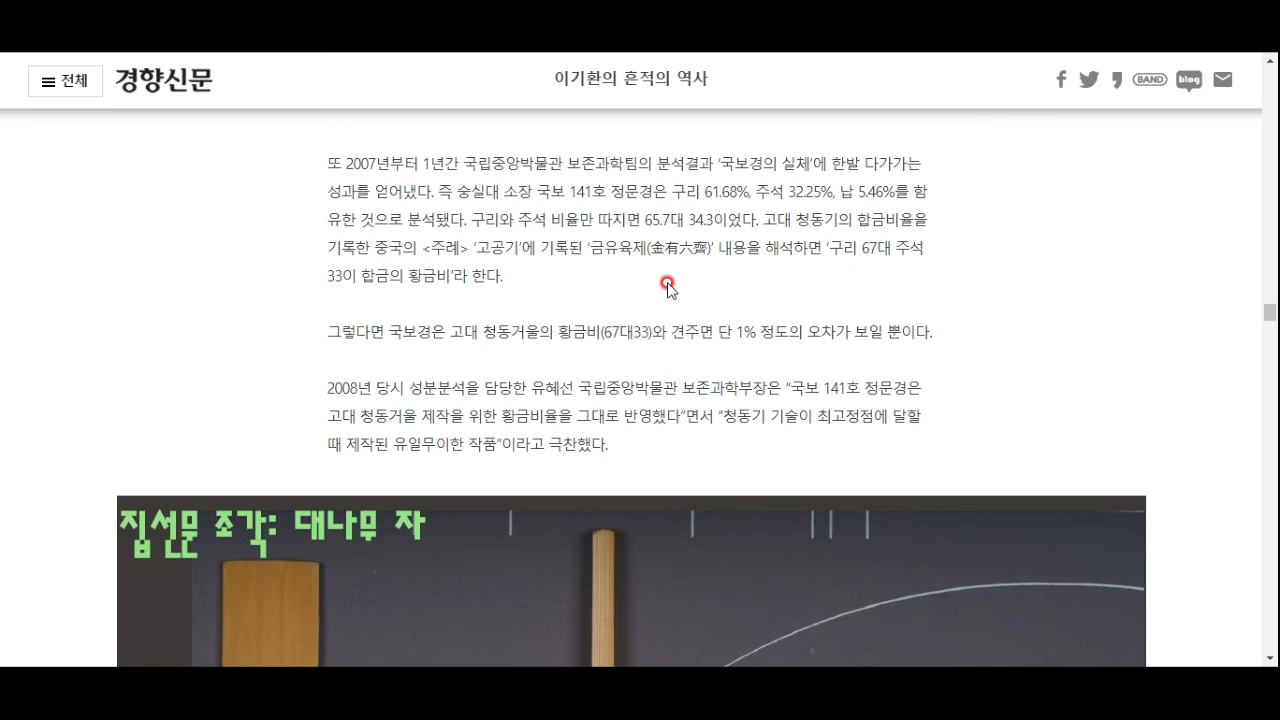 전체
경향신문
이기환의 흔적의 역사
BAND
blog
또 2007년부터 1년간 국립중앙박물관 보존과학팀의 분석결과 ‘국보경의 실체’에 한발 다가가는
성과를 얻어냈다. 즉 숭실대 소장 국보 141호 정문경은 구리 61.68%, 주석 32.25%, 납 5.46%를 함
유한 것으로 분석됐다. 구리와 주석 비율만 따지면 65.7대 34.3이었다. 고대 청동기의 합금비율을
기록한 중국의 <주례> ‘고공기’에 기록된 ‘금유육제(金有六齊)’ 내용을 해석하면 ‘구리 67대 주석
33이 합금의 황금비’라 한다.
그렇다면 국보경은 고대 청동거울의 황금비(67대33)와 견주면 단 1% 정도의 오차가 보일 뿐이다.
2008년 당시 성분분석을 담당한 유혜선 국립중앙박물관 보존과학부장은 “국보 141호 정문경은
고대 청동거울 제작을 위한 황금비율을 그대로 반영했다”면서 “청동기 기술이 최고정점에 달할
때 제작된 유일무이한 작품”이라고 극찬했다.
집선문 조각: 대나무 자